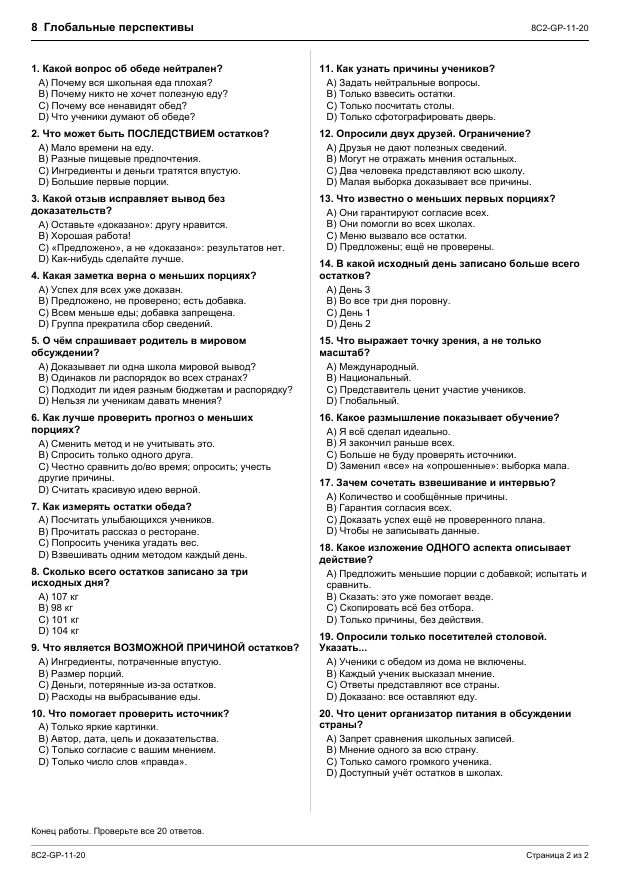 8 Глобальные перспективы
8C2-GP-11-20
1. Какой вопрос об обеде нейтрален?
A) Почему вся школьная еда плохая?
B) Почему никто не хочет полезную еду?
C) Почему все ненавидят обед?
D) Что ученики думают об обеде?
2. Что может быть ПОСЛЕДСТВИЕМ остатков?
A) Мало времени на еду.
B) Разные пищевые предпочтения.
C) Ингредиенты и деньги тратятся впустую.
D) Большие первые порции.
3. Какой отзыв исправляет вывод без
доказательств?
A) Оставьте «доказано»: другу нравится.
B) Хорошая работа!
C) «Предложено», а не «доказано»: результатов нет.
D) Как-нибудь сделайте лучше.
4. Какая заметка верна о меньших порциях?
A) Успех для всех уже доказан.
B) Предложено, не проверено; есть добавка.
C) Всем меньше еды; добавка запрещена.
D) Группа прекратила сбор сведений.
5. О чём спрашивает родитель в мировом
обсуждении?
A) Доказывает ли одна школа мировой вывод?
B) Одинаков ли распорядок во всех странах?
C) Подходит ли идея разным бюджетам и распорядку?
D) Нельзя ли ученикам давать мнения?
6. Как лучше проверить прогноз о меньших
порциях?
A) Сменить метод и не учитывать это.
B) Спросить только одного друга.
C) Честно сравнить до/во время; опросить; учесть
другие причины.
D) Считать красивую идею верной.
7. Как измерять остатки обеда?
A) Посчитать улыбающихся учеников.
B) Прочитать рассказ о ресторане.
C) Попросить ученика угадать вес.
D) Взвешивать одним методом каждый день.
8. Сколько всего остатков записано за три
исходных дня?
A) 107 кг
B) 98 кг
C) 101 кг
D) 104 кг
9. Что является ВОЗМОЖНОЙ ПРИЧИНОЙ остатков?
A) Ингредиенты, потраченные впустую.
B) Размер порций.
C) Деньги, потерянные из-за остатков.
D) Расходы на выбрасывание еды.
10. Что помогает проверить источник?
A) Только яркие картинки.
B) Автор, дата, цель и доказательства.
C) Только согласие с вашим мнением.
D) Только число слов «правда».
11. Как узнать причины учеников?
A) Задать нейтральные вопросы.
B) Только взвесить остатки.
C) Только посчитать столы.
D) Только сфотографировать дверь.
12. Опросили двух друзей. Ограничение?
A) Друзья не дают полезных сведений.
B) Могут не отражать мнения остальных.
C) Два человека представляют всю школу.
D) Малая выборка доказывает все причины.
13. Что известно о меньших первых порциях?
A) Они гарантируют согласие всех.
B) Они помогли во всех школах.
C) Меню вызвало все остатки.
D) Предложены; ещё не проверены.
14. В какой исходный день записано больше всего
остатков?
A) День 3
B) Во все три дня поровну.
C) День 1
D) День 2
15. Что выражает точку зрения, а не только
масштаб?
A) Международный.
B) Национальный.
C) Представитель ценит участие учеников.
D) Глобальный.
16. Какое размышление показывает обучение?
A) Я всё сделал идеально.
B) Я закончил раньше всех.
C) Больше не буду проверять источники.
D) Заменил «все» на «опрошенные»: выборка мала.
17. Зачем сочетать взвешивание и интервью?
A) Количество и сообщённые причины.
B) Гарантия согласия всех.
C) Доказать успех ещё не проверенного плана.
D) Чтобы не записывать данные.
18. Какое изложение ОДНОГО аспекта описывает
действие?
A) Предложить меньшие порции с добавкой; испытать и
сравнить.
B) Сказать: это уже помогает везде.
C) Скопировать всё без отбора.
D) Только причины, без действия.
19. Опросили только посетителей столовой.
Указать...
A) Ученики с обедом из дома не включены.
B) Каждый ученик высказал мнение.
C) Ответы представляют все страны.
D) Доказано: все оставляют еду.
20. Что ценит организатор питания в обсуждении
страны?
A) Запрет сравнения школьных записей.
B) Мнение одного за всю страну.
C) Только самого громкого ученика.
D) Доступный учёт остатков в школах.
Конец работы. Проверьте все 20 ответов.
8C2-GP-11-20
Страница 2 из 2